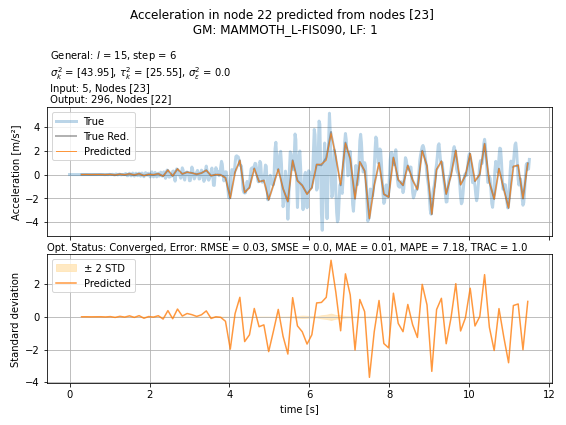 Acceleration in node 22 predicted from nodes [23]
GM: MAMMOTH_L-FIS090, LF: 1
General: l = 15, step = 6
σ²ₖ = [43.95], τ²ₖ = [25.55], σ²ε = 0.0
Input: 5, Nodes [23]
Output: 296, Nodes [22]
True
True Red.
Predicted
Acceleration [m/s²]
4
2
0
−2
−4
Opt. Status: Converged, Error: RMSE = 0.03, SMSE = 0.0, MAE = 0.01, MAPE = 7.18, TRAC = 1.0
± 2 STD
Predicted
Standard deviation
2
0
−2
−4
0 2 4 6 8 10 12
time [s]